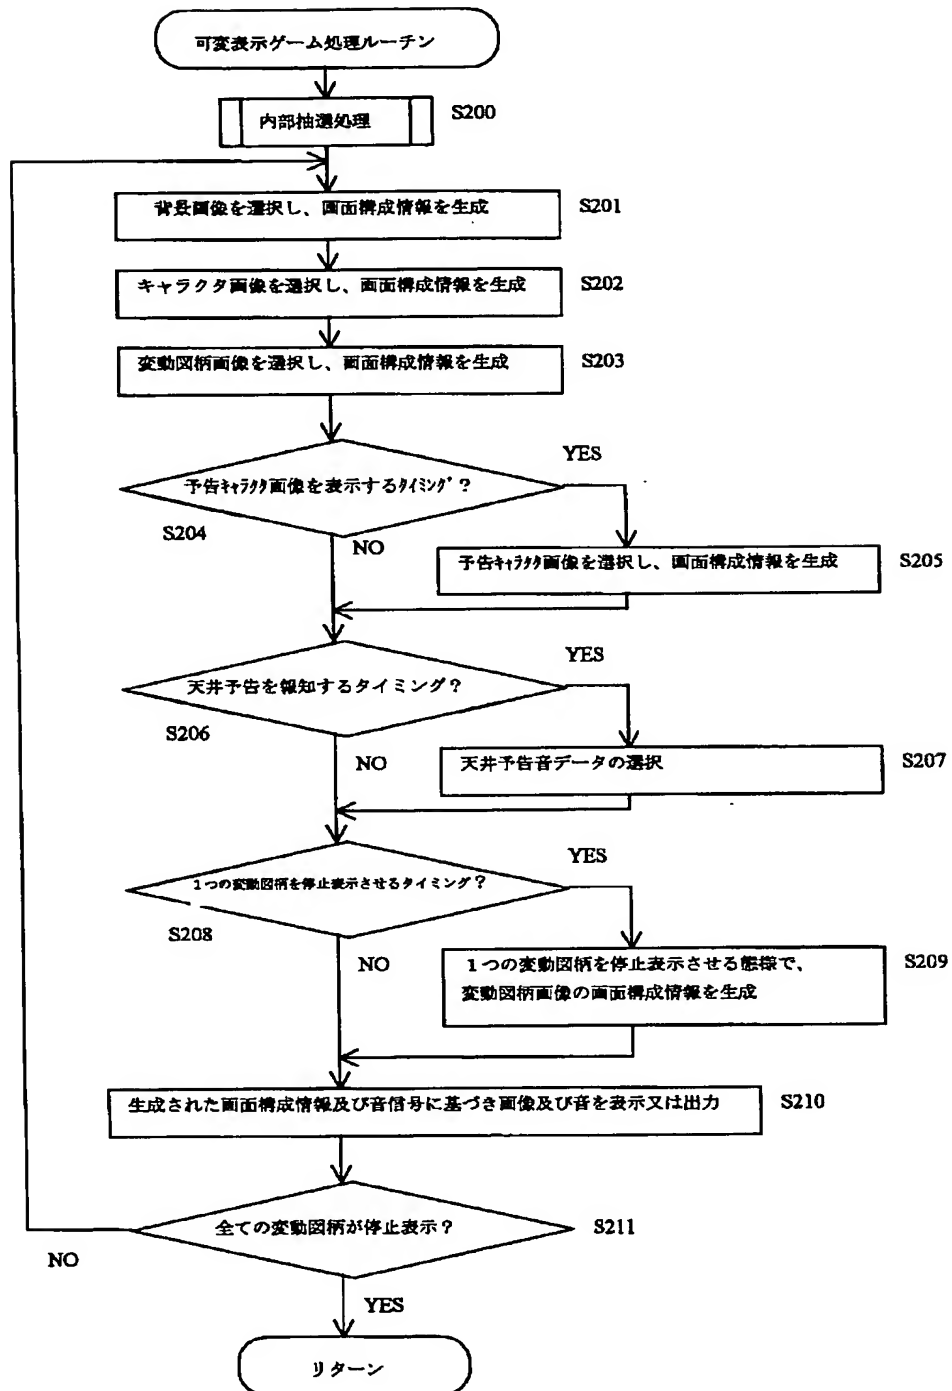 可変表示ゲーム処理ルーチン
内部抽選処理
S200
背景画像を選択し、画面構成情報を生成
S201
キャラクタ画像を選択し、画面構成情報を生成
S202
変動図柄画像を選択し、画面構成情報を生成
S203
YES
予告ｷｬﾗｸﾀ画像を表示するﾀｲﾐﾝｸﾞ？
S204
NO
予告ｷｬﾗｸﾀ画像を選択し、画面構成情報を生成
S205
YES
天井予告を報知するタイミング？
S206
NO
天井予告音データの選択
S207
YES
１つの変動図柄を停止表示させるタイミング？
S208
NO
１つの変動図柄を停止表示させる態様で、
変動図柄画像の画面構成情報を生成
S209
生成された画面構成情報及び音信号に基づき画像及び音を表示又は出力
S210
全ての変動図柄が停止表示？
S211
NO
YES
リターン